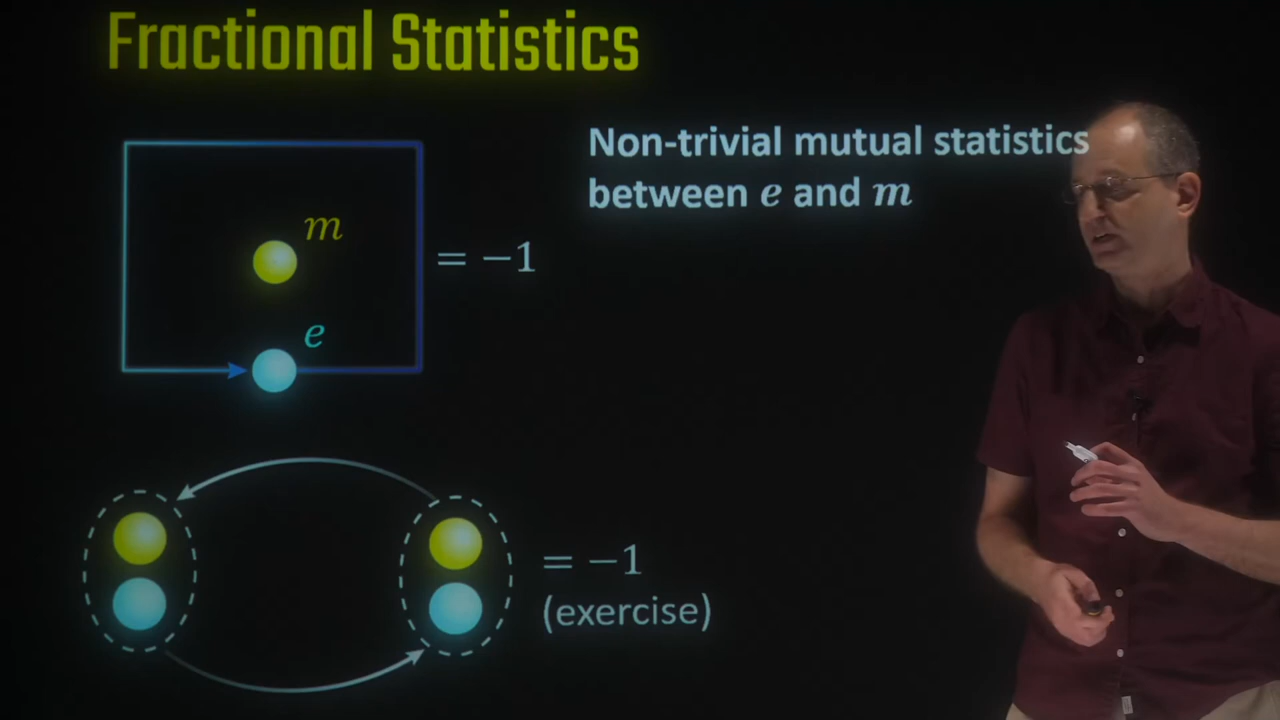 Fractional Statistics
Non-trivial mutual statistics
between e and m
m
= −1
e
= −1
(exercise)